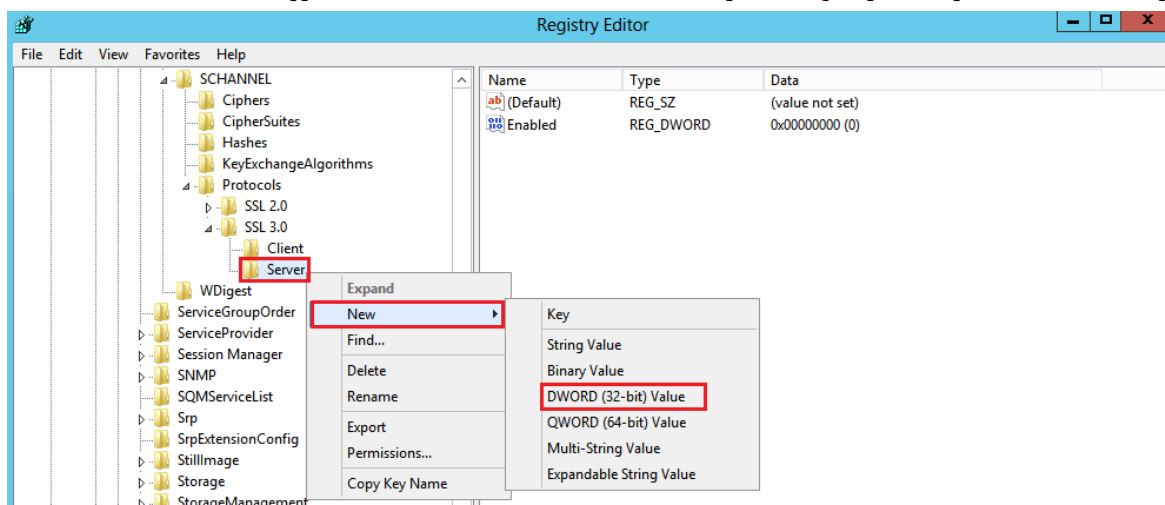 Registry Editor
File Edit View Favorites Help
SCHANNEL
Ciphers
CipherSuites
Hashes
KeyExchangeAlgorithms
Protocols
SSL 2.0
SSL 3.0
Client
Server
WDigest
ServiceGroupOrder
ServiceProvider
Session Manager
SNMP
SQMServiceList
Srp
SrpExtensionConfig
StillImage
Storage
StorageManagement
Name Type Data
ab (Default) REG_SZ (value not set)
Enabled REG_DWORD 0x00000000 (0)
Expand
New
Find...
Delete
Rename
Export
Permissions...
Copy Key Name
Key
String Value
Binary Value
DWORD (32-bit) Value
QWORD (64-bit) Value
Multi-String Value
Expandable String Value